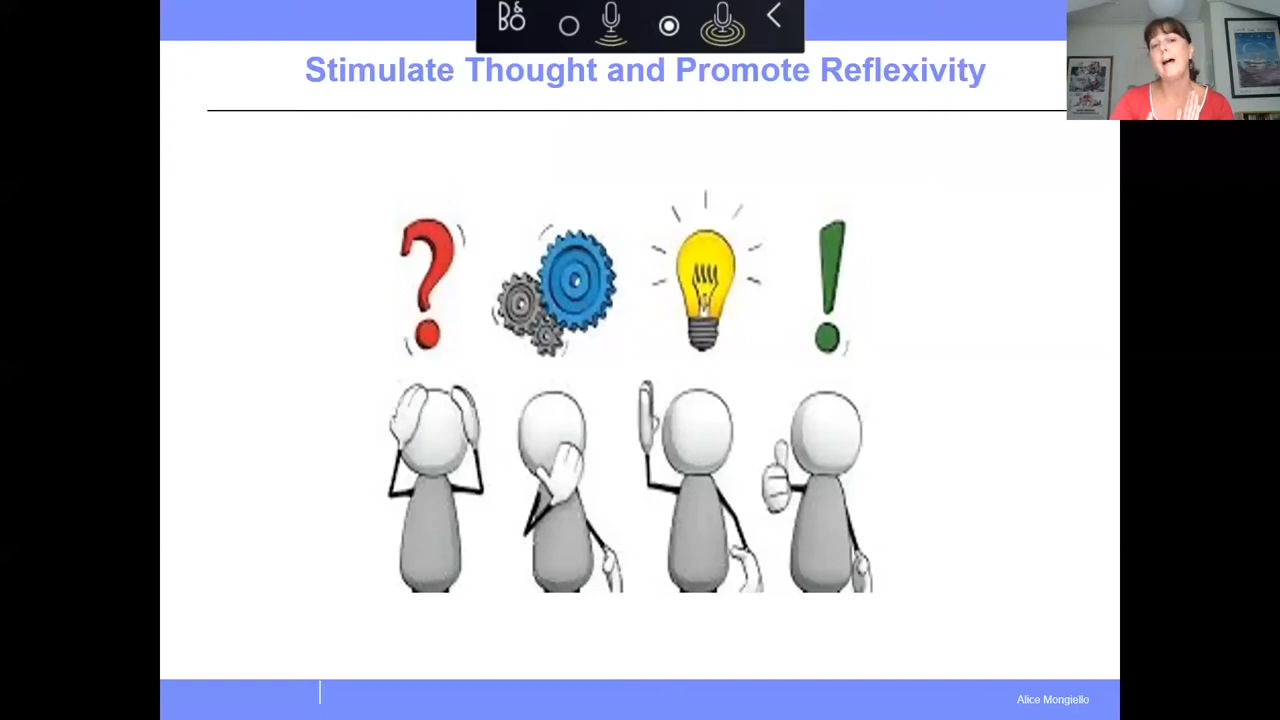 B&O
Stimulate Thought and Promote Reflexivity
?
!
Alice Mongiello